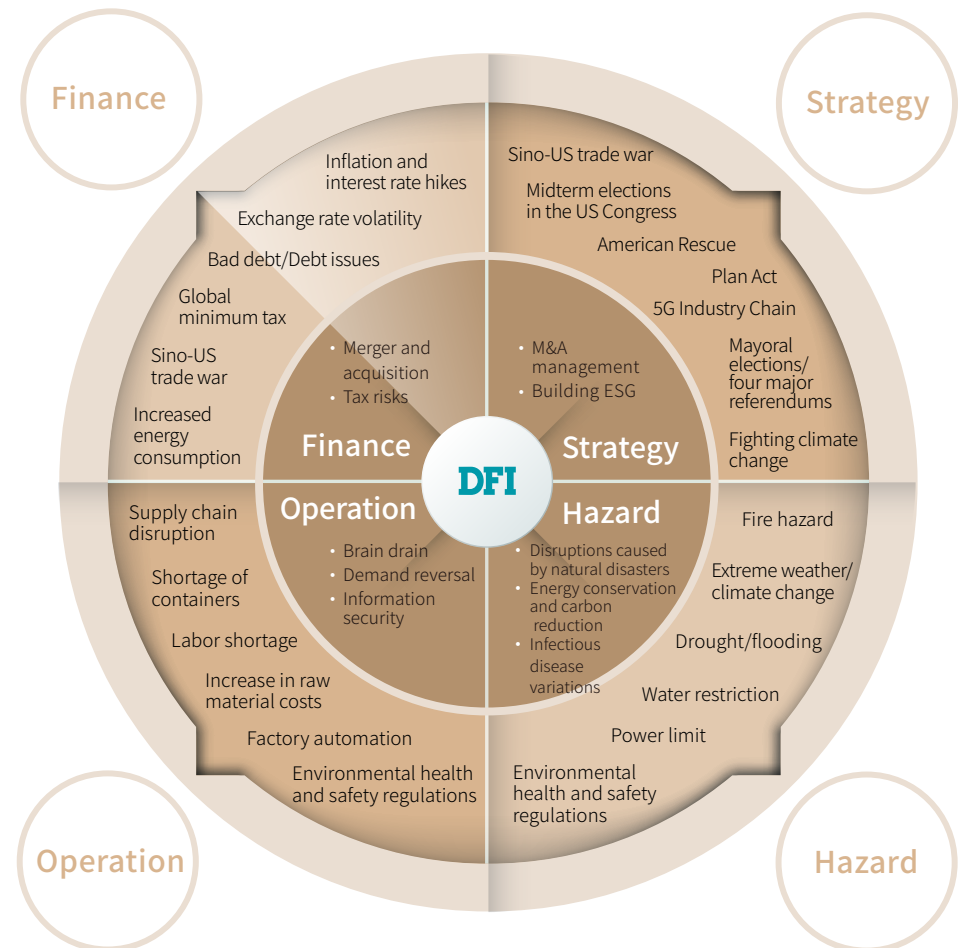 Finance
Strategy
Inflation and
interest rate hikes
Exchange rate volatility
Bad debt/Debt issues
Global
minimum tax
Sino-US
trade war
Increased
energy
consumption
Sino-US trade war
Midterm elections
in the US Congress
American Rescue
Plan Act
5G Industry Chain
Mayoral
elections/
four major
referendums
Fighting climate
change
• Merger and
acquisition
• Tax risks
Finance
• M&A
management
• Building ESG
Strategy
DFI
Operation
• Brain drain
• Demand reversal
• Information
security
Hazard
• Disruptions caused
by natural disasters
• Energy conservation
and carbon
reduction
• Infectious
disease
variations
Supply chain
disruption
Shortage of
containers
Labor shortage
Increase in raw
material costs
Factory automation
Environmental health
and safety regulations
Fire hazard
Extreme weather/
climate change
Drought/flooding
Water restriction
Power limit
Environmental
health and safety
regulations
Operation
Hazard